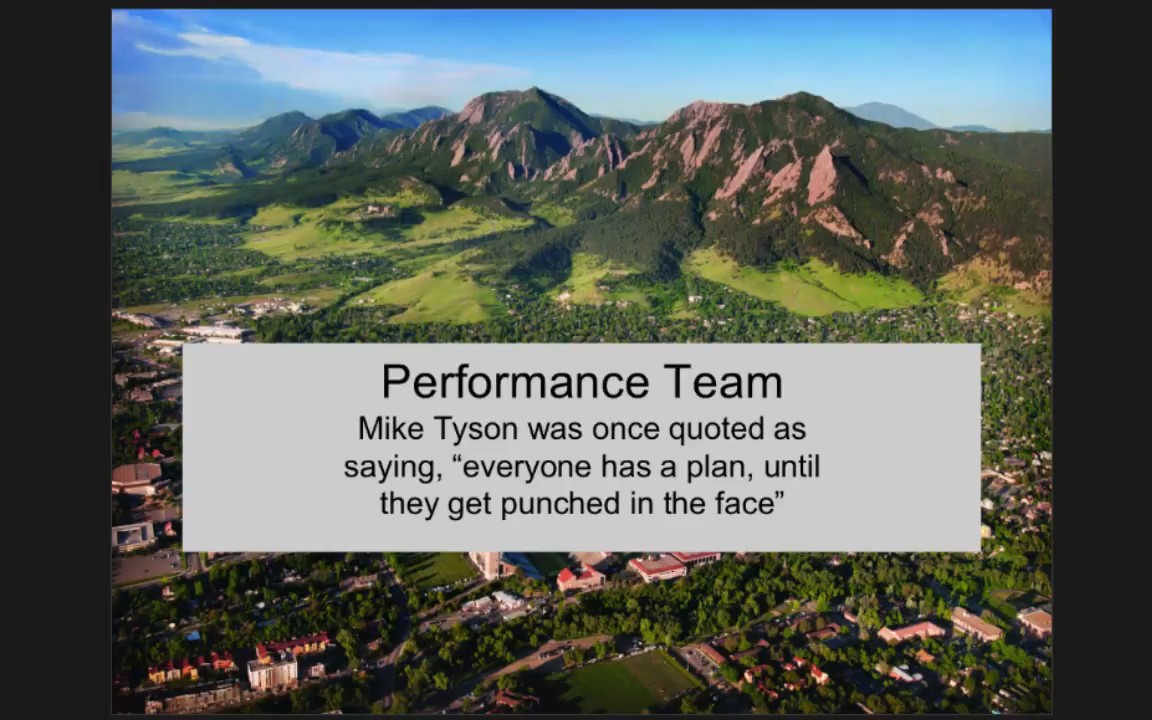 Performance Team
Mike Tyson was once quoted as
saying, “everyone has a plan, until
they get punched in the face”